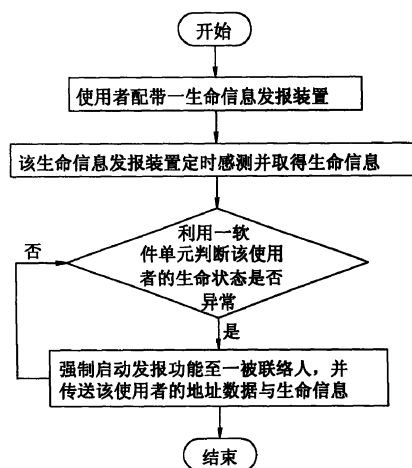 开始
使用者配带一生命信息发报装置
该生命信息发报装置定时感测并取得生命信息
利用一软
件单元判断该使用
者的生命状态是否
异常
否
是
强制启动发报功能至一被联络人，并
传送该使用者的地址数据与生命信息
结束